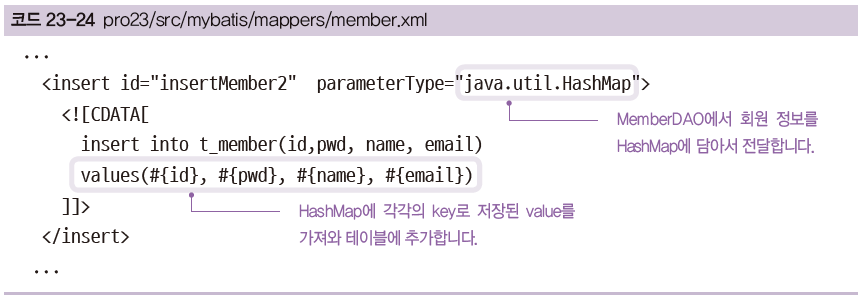 코드 23-24 pro23/src/mybatis/mappers/member.xml
...
<insert id="insertMember2" parameterType="java.util.HashMap">
<![CDATA[
MemberDAO에서 회원 정보를
insert into t_member(id,pwd, name, email)
HashMap에 담아서 전달합니다.
values(#{id}, #{pwd}, #{name}, #{email})
]]>
HashMap에 각각의 key로 저장된 value를
</insert>
가져와 테이블에 추가합니다.
...